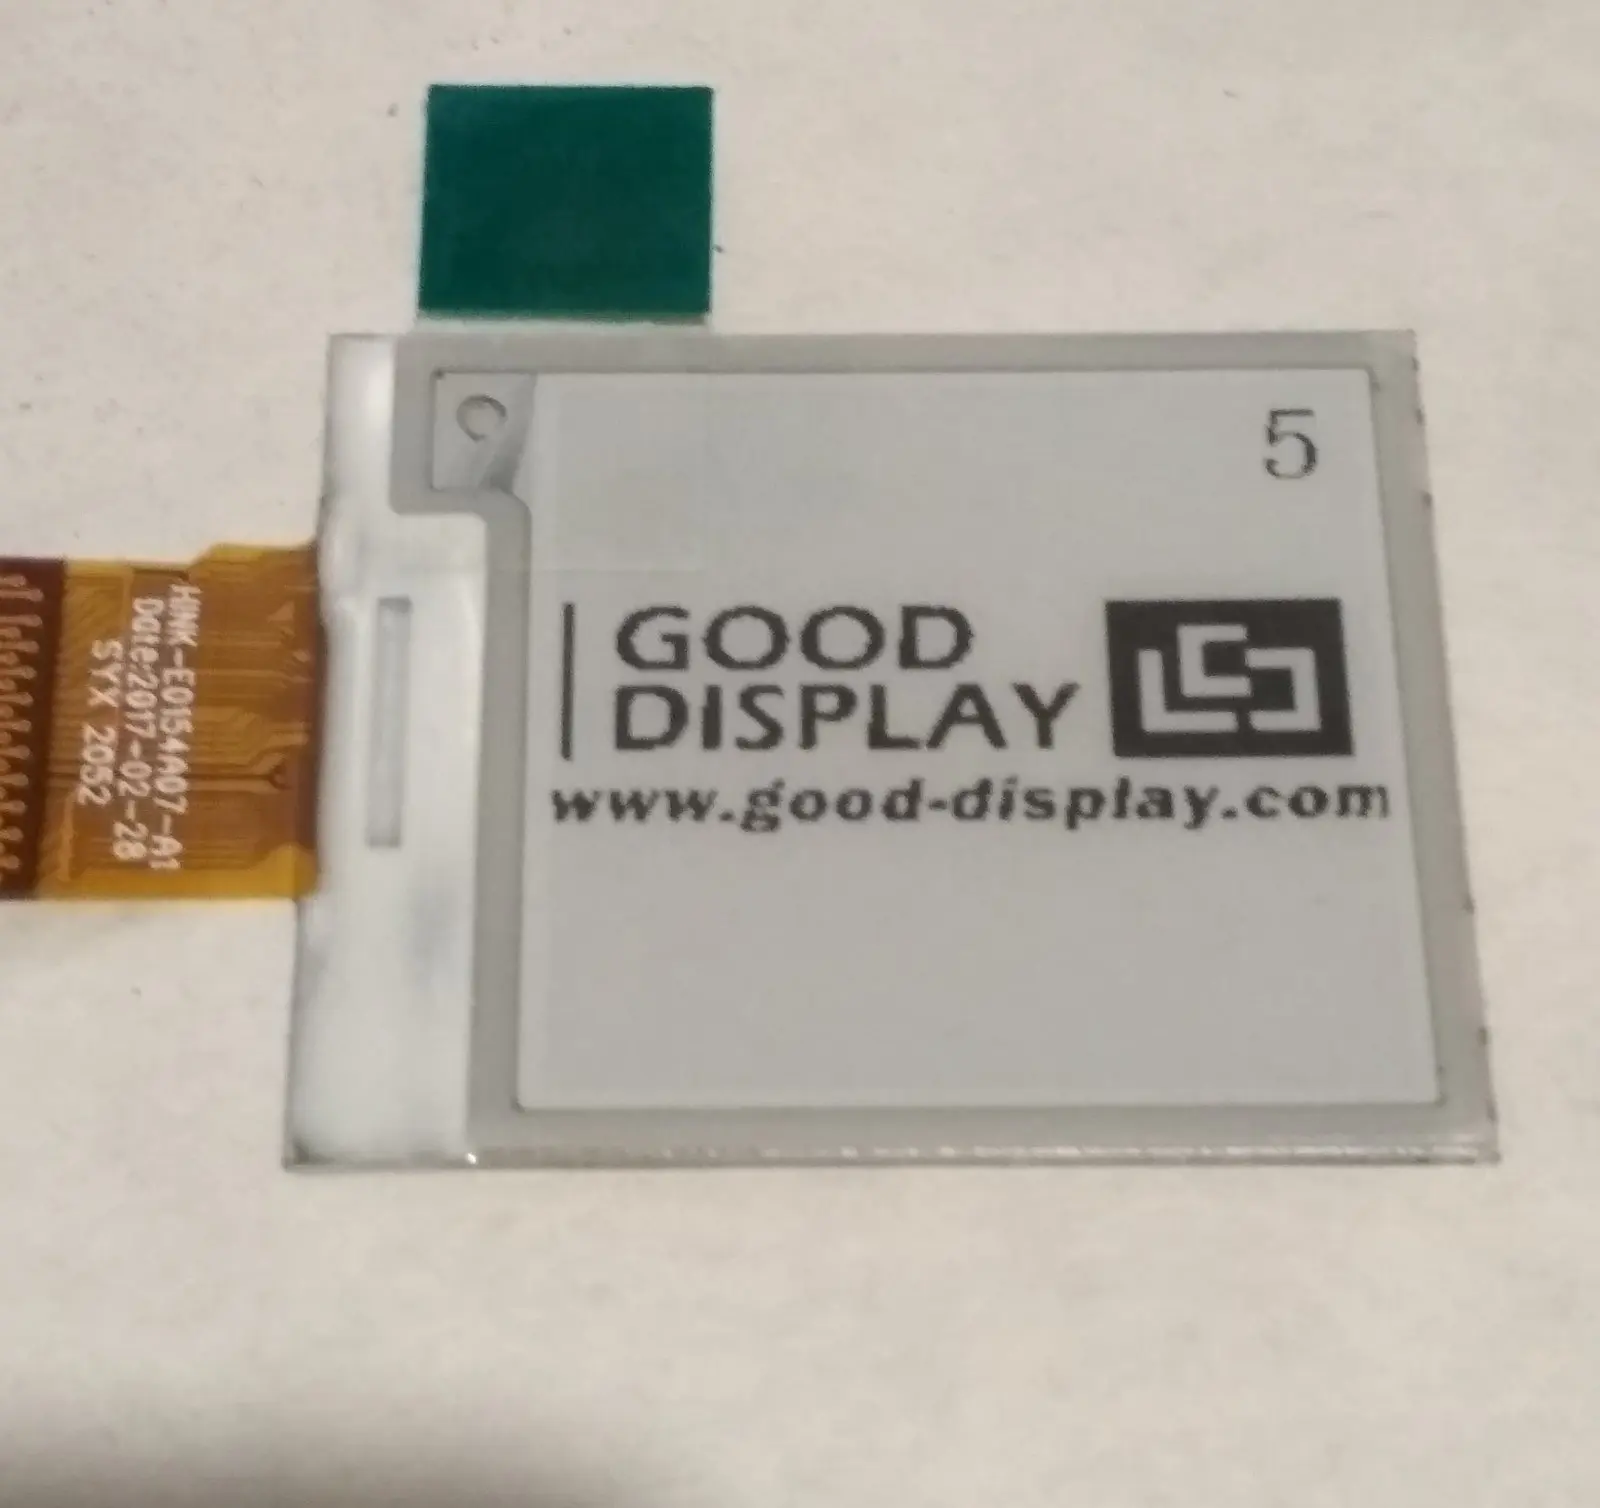 5
GOOD
DISPLAY
www.good-display.com
HINK-E0154A07-A1
Date:2017-02-28
SYX 2052